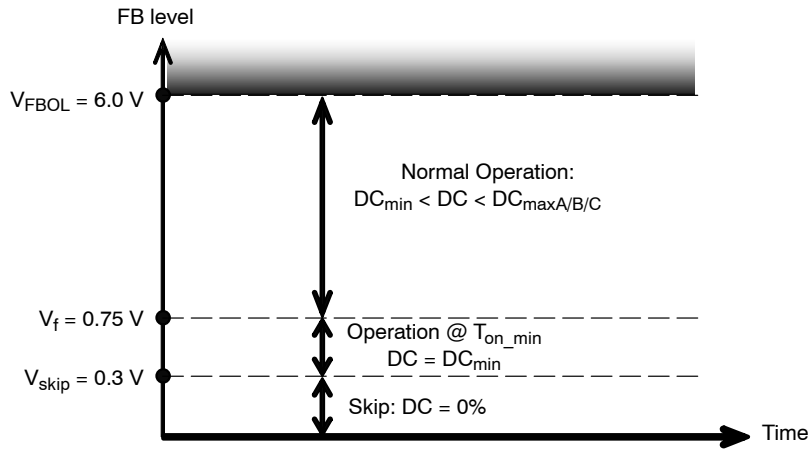 FB level
V_FBOL = 6.0 V
Normal Operation:
DC_min < DC < DC_maxA/B/C
V_f = 0.75 V
Operation @ T_on_min
DC = DC_min
V_skip = 0.3 V
Skip: DC = 0%
Time